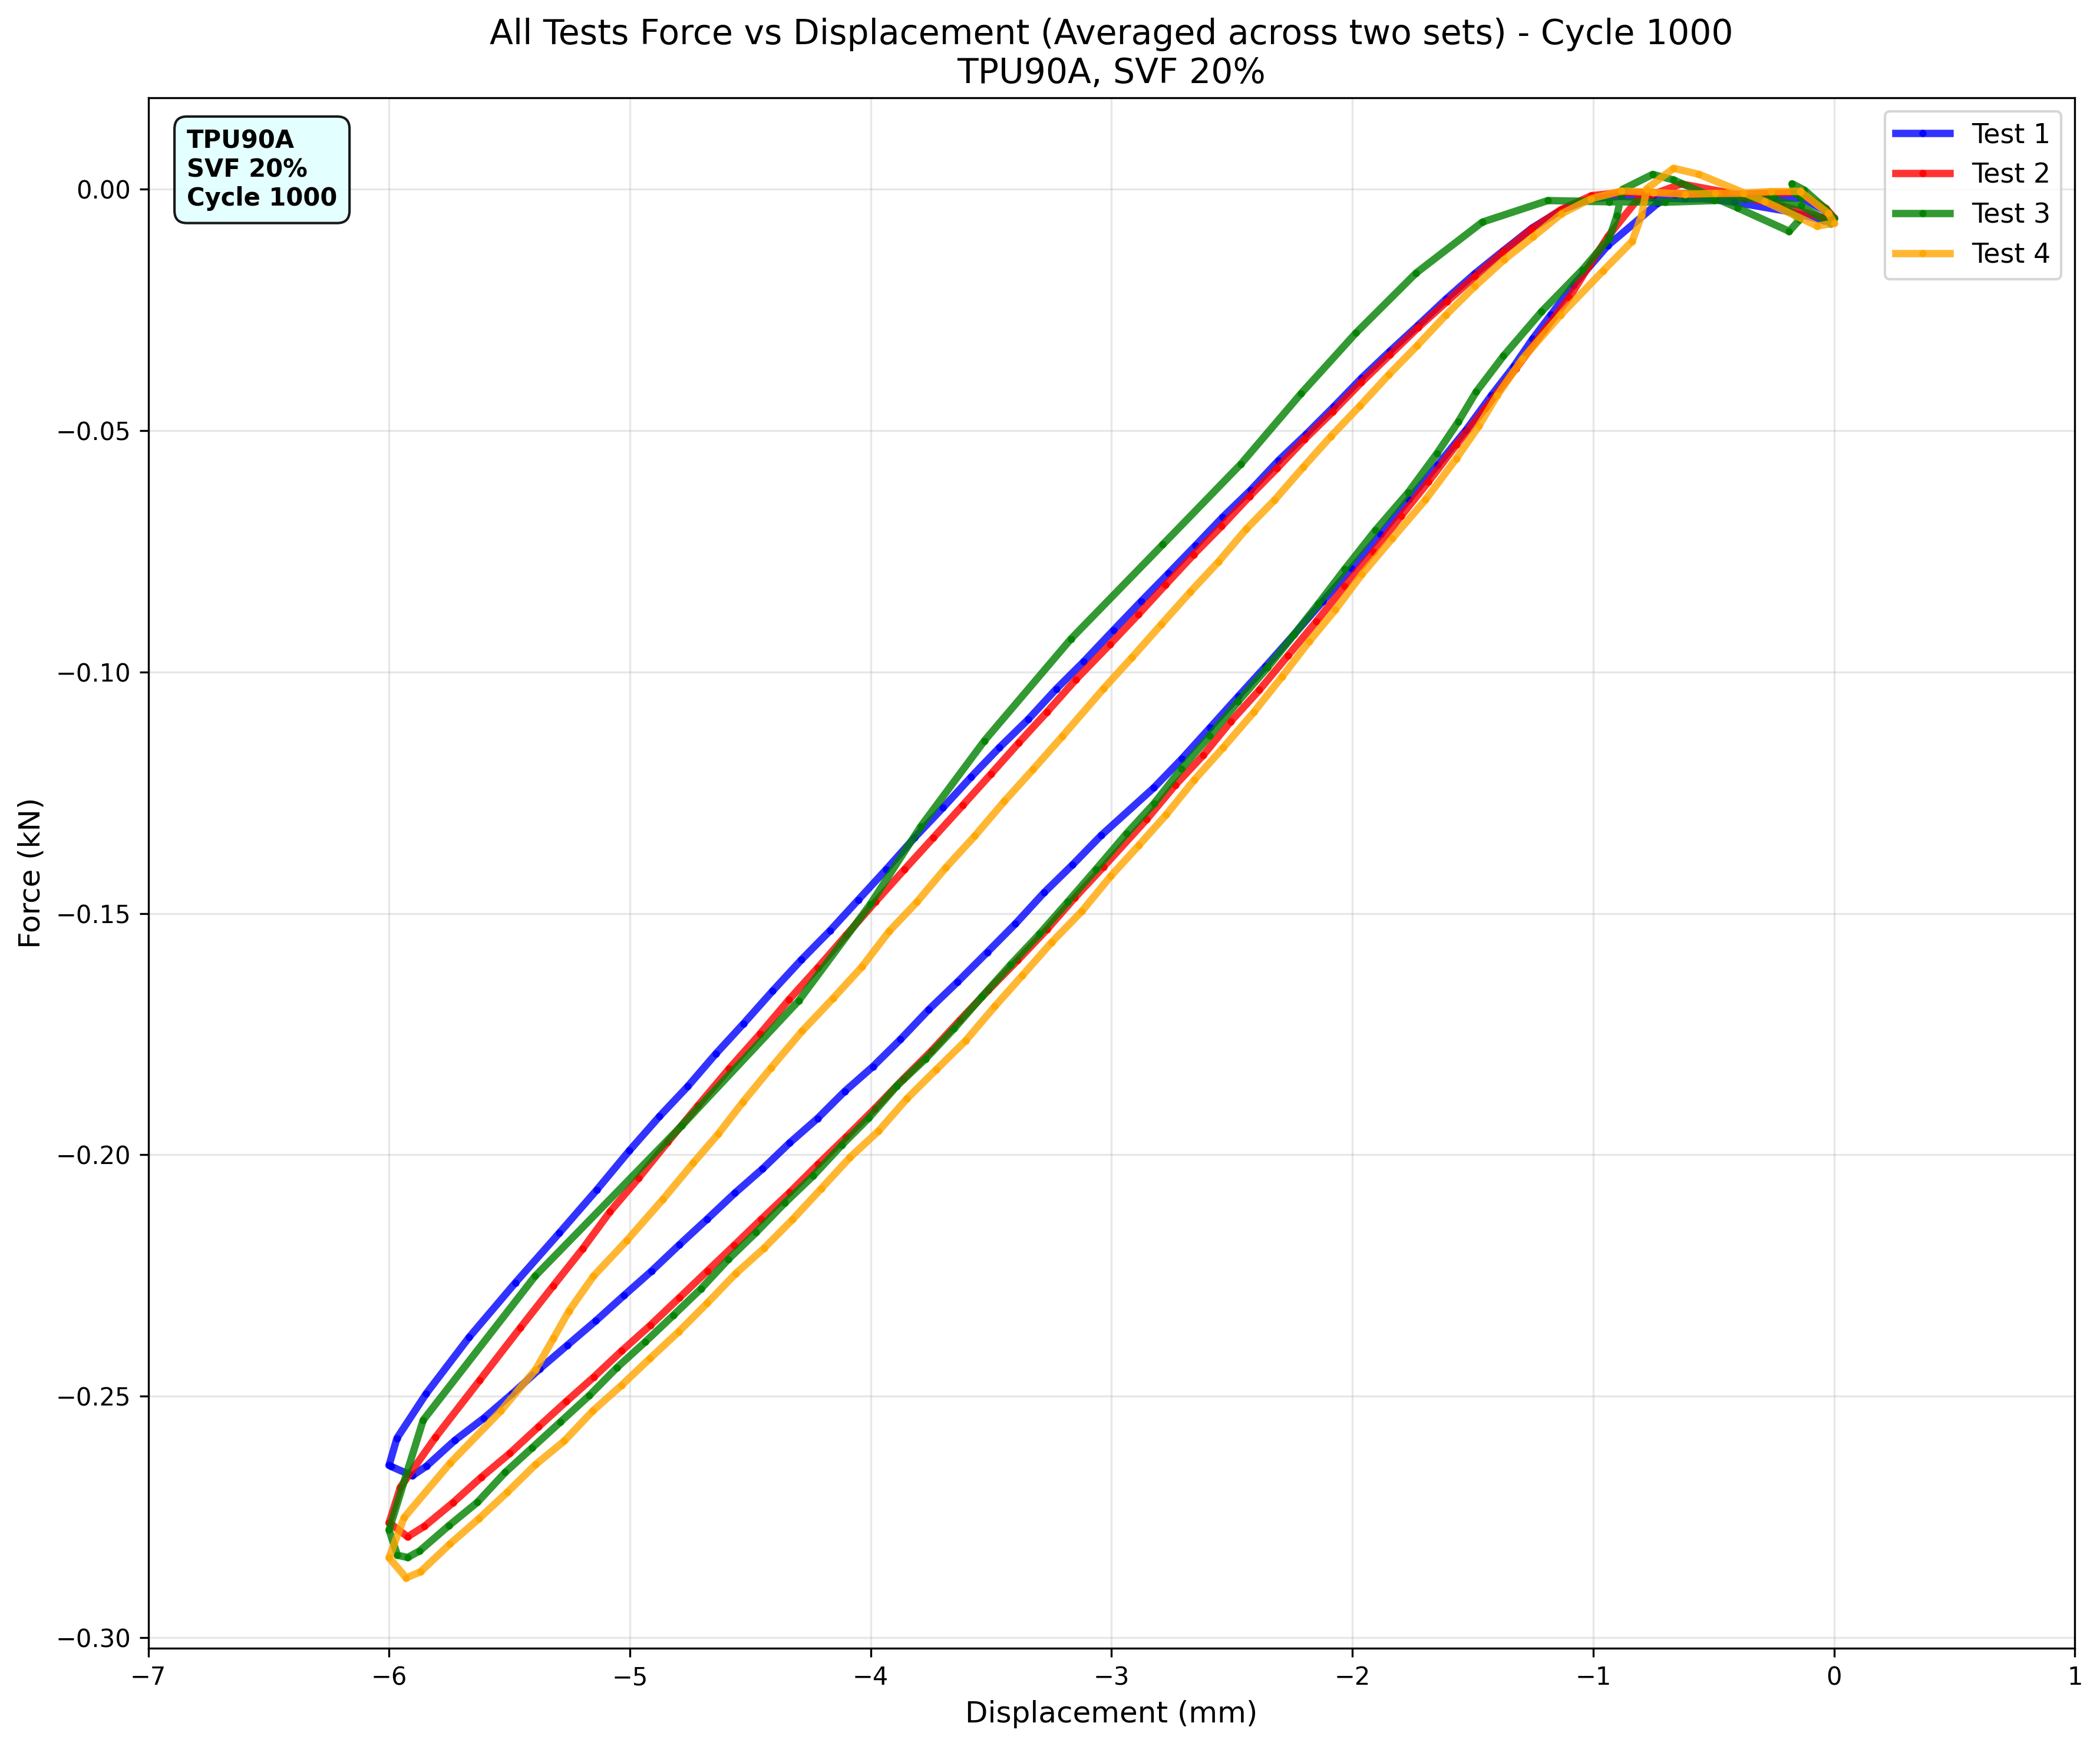 All Tests Force vs Displacement (Averaged across two sets) - Cycle 1000
TPU90A, SVF 20%
TPU90A
SVF 20%
Cycle 1000
Test 1
Test 2
Test 3
Test 4
Force (kN)
0.00
−0.05
−0.10
−0.15
−0.20
−0.25
−0.30
−7
−6
−5
−4
−3
−2
−1
0
1
Displacement (mm)